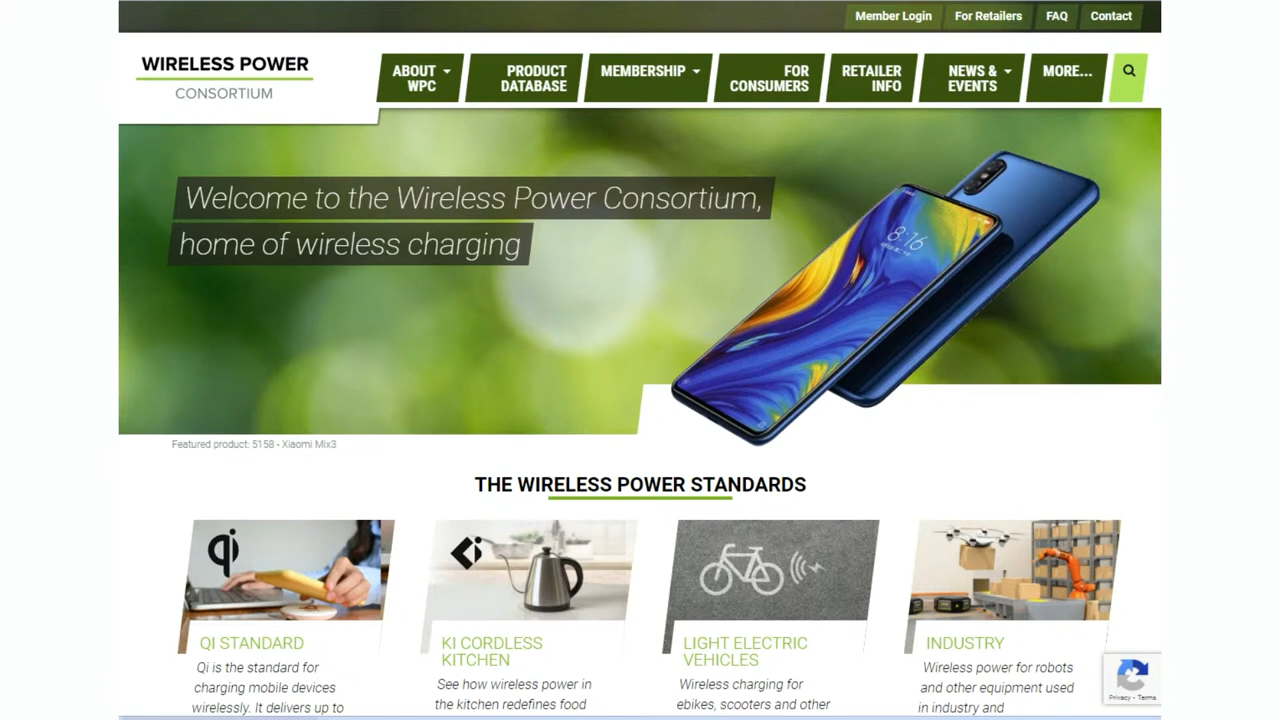 Member Login
For Retailers
FAQ
Contact
WIRELESS POWER
CONSORTIUM
ABOUT
WPC
PRODUCT
DATABASE
MEMBERSHIP
FOR
CONSUMERS
RETAILER
INFO
NEWS &
EVENTS
MORE...
Welcome to the Wireless Power Consortium,
home of wireless charging
8:16
Featured product: 5158 - Xiaomi Mix3
THE WIRELESS POWER STANDARDS
qi
QI STANDARD
Qi is the standard for
charging mobile devices
wirelessly. It delivers up to
Ki
KI CORDLESS
KITCHEN
See how wireless power in
the kitchen redefines food
LIGHT ELECTRIC
VEHICLES
Wireless charging for
ebikes, scooters and other
INDUSTRY
Wireless power for robots
and other equipment used
in industry and
Privacy - Terms